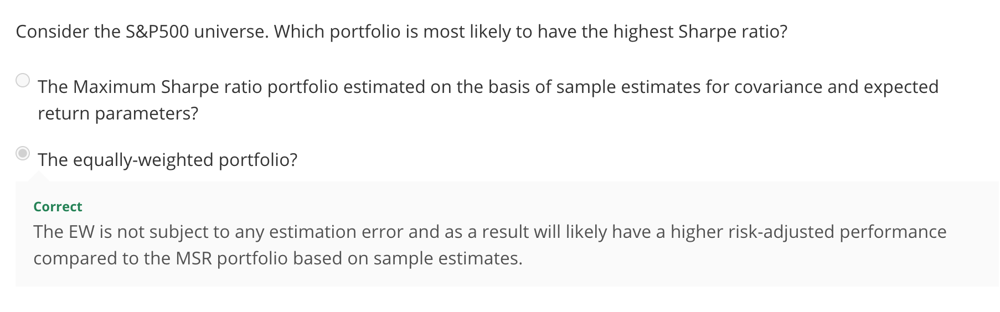 Consider the S&P500 universe. Which portfolio is most likely to have the highest Sharpe ratio?
The Maximum Sharpe ratio portfolio estimated on the basis of sample estimates for covariance and expected
return parameters?
The equally-weighted portfolio?
Correct
The EW is not subject to any estimation error and as a result will likely have a higher risk-adjusted performance
compared to the MSR portfolio based on sample estimates.